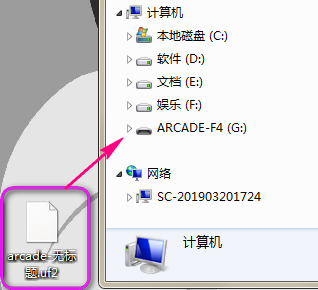 计算机
本地磁盘 (C:)
软件 (D:)
文档 (E:)
娱乐 (F:)
ARCADE-F4 (G:)
网络
SC-201903201724
arcade-无标
题.uf2
计算机